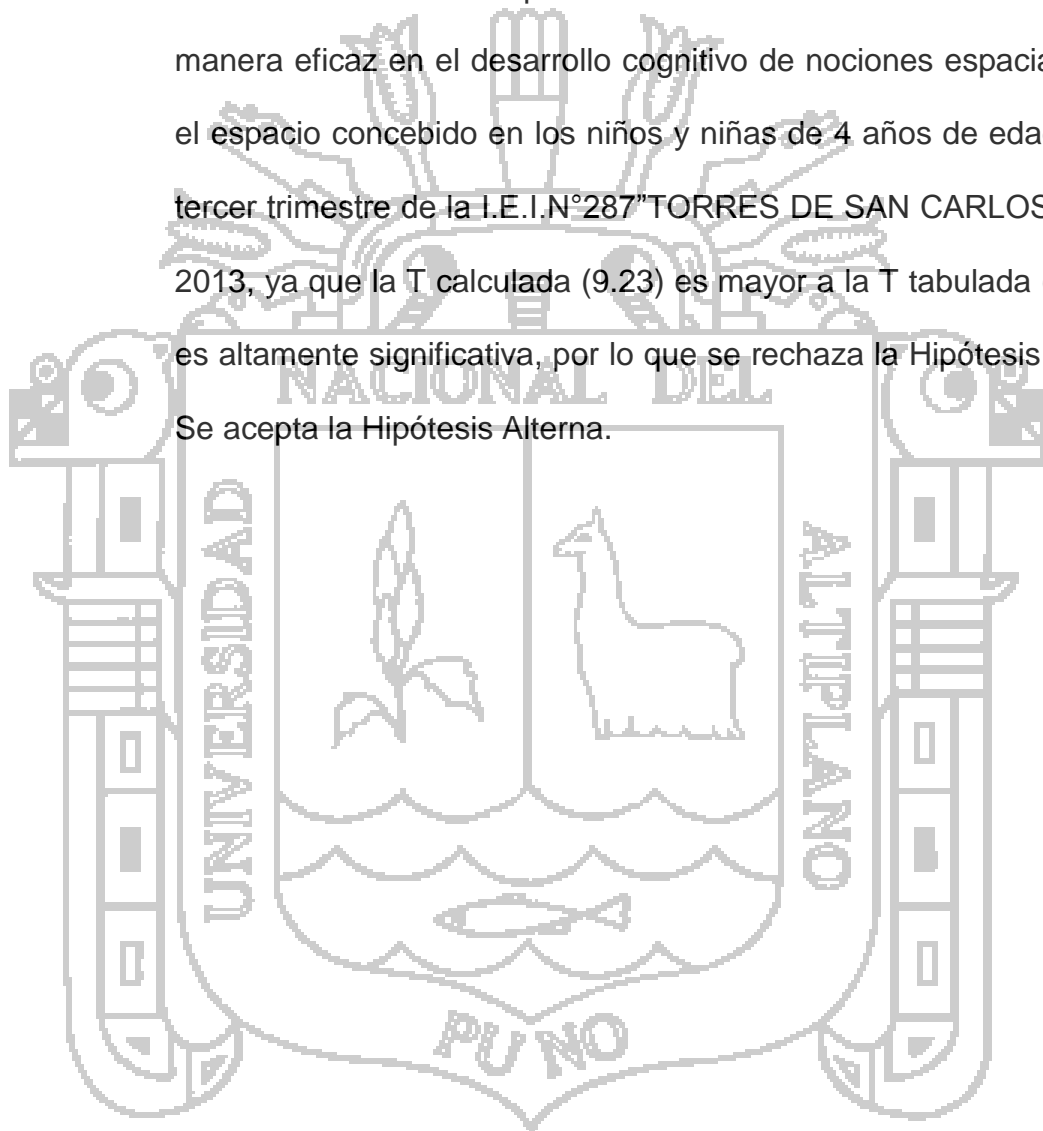 manera eficaz en el desarrollo cognitivo de nociones espacia
el espacio concebido en los niños y niñas de 4 años de eda
tercer trimestre de la I.E.I.N°287”TORRES DE SAN CARLOS
2013, ya que la T calculada (9.23) es mayor a la T tabulada
es altamente significativa, por lo que se rechaza la Hipótesis
Se acepta la Hipótesis Alterna.
NACIONAL DEL
UNIVERSIDAD
ALTIPLANO
PUNO